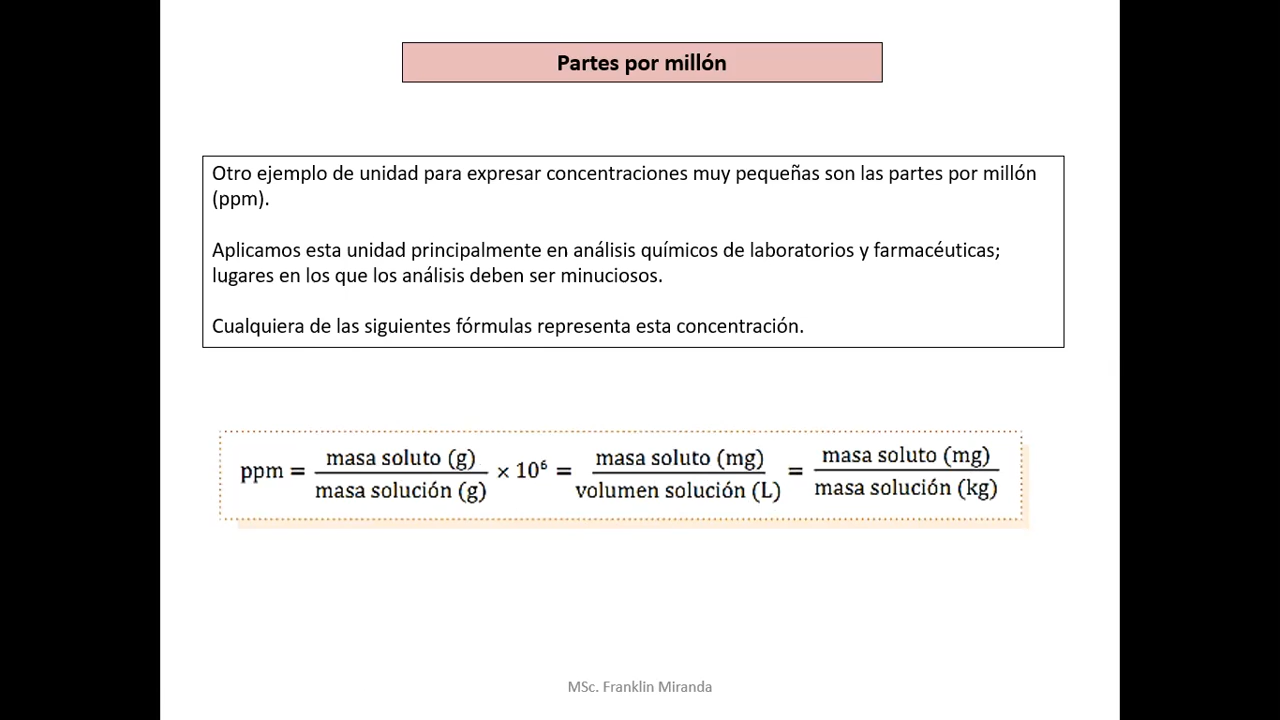 Partes por millón
Otro ejemplo de unidad para expresar concentraciones muy pequeñas son las partes por millón
(ppm).
Aplicamos esta unidad principalmente en análisis químicos de laboratorios y farmacéuticas;
lugares en los que los análisis deben ser minuciosos.
Cualquiera de las siguientes fórmulas representa esta concentración.
ppm = masa soluto (g) / masa solución (g) × 10⁶ = masa soluto (mg) / volumen solución (L) = masa soluto (mg) / masa solución (kg)
MSc. Franklin Miranda